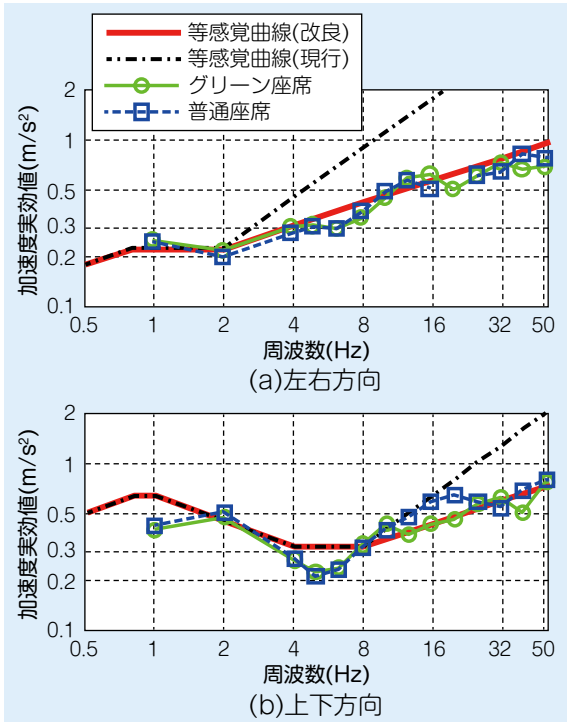 等感覚曲線(改良)
等感覚曲線(現行)
グリーン座席
普通座席
加速度実効値(m/s²)
2
1
0.5
0.3
0.2
0.1
0.5 1 2 4 8 16 32 50
周波数(Hz)
(a)左右方向
加速度実効値(m/s²)
2
1
0.5
0.3
0.2
0.1
0.5 1 2 4 8 16 32 50
周波数(Hz)
(b)上下方向